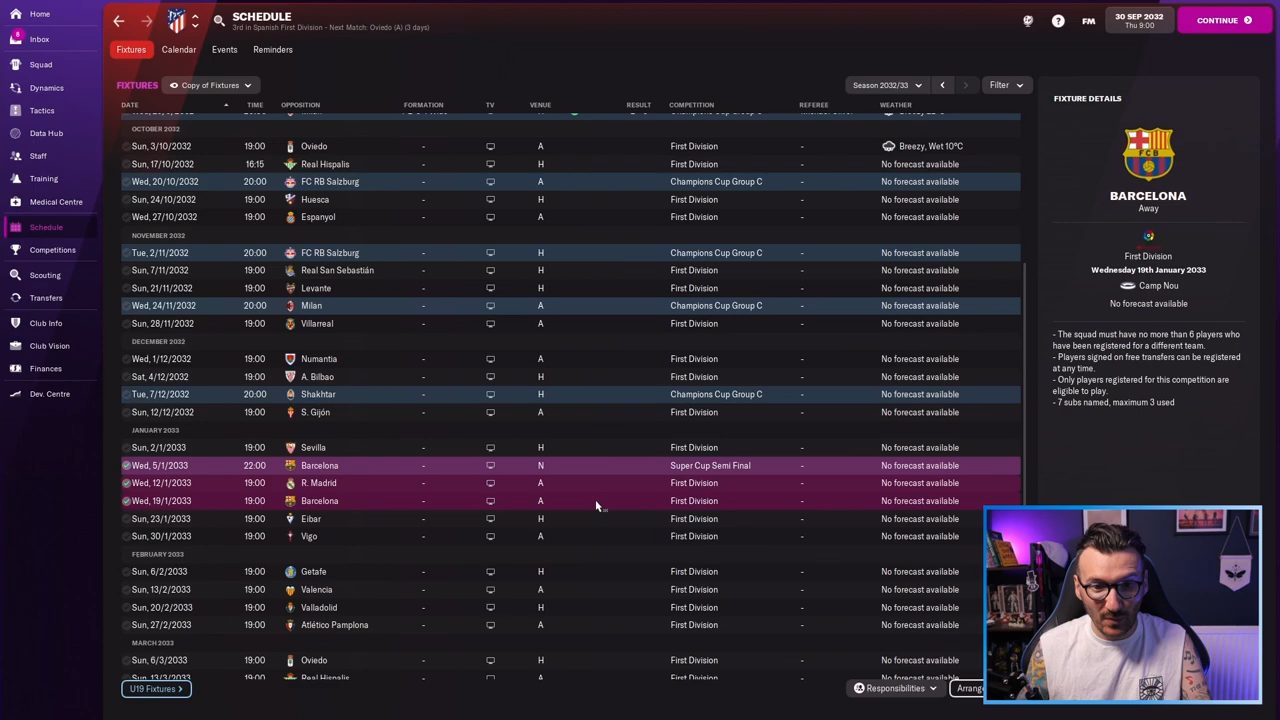 SCHEDULE
3rd in Spanish First Division - Next Match: Oviedo (A) (3 days)
FM
30 SEP 2032
Thu 9:00
CONTINUE
Home
8
Inbox
Squad
Dynamics
Tactics
Data Hub
Staff
Training
Medical Centre
Schedule
Competitions
Scouting
Transfers
Club Info
Club Vision
Finances
Dev. Centre
Fixtures Calendar Events Reminders
FIXTURES Copy of Fixtures Season 2032/33 Filter
DATE TIME OPPOSITION FORMATION TV VENUE RESULT COMPETITION REFEREE WEATHER
OCTOBER 2032
Sun, 3/10/2032 19:00 Oviedo - A First Division - Breezy, Wet 10°C
Sun, 17/10/2032 16:15 Real Hispalis - H First Division - No forecast available
Wed, 20/10/2032 20:00 FC RB Salzburg - A Champions Cup Group C - No forecast available
Sun, 24/10/2032 19:00 Huesca - H First Division - No forecast available
Wed, 27/10/2032 19:00 Espanyol - A First Division - No forecast available
NOVEMBER 2032
Tue, 2/11/2032 20:00 FC RB Salzburg - H Champions Cup Group C - No forecast available
Sun, 7/11/2032 19:00 Real San Sebastián - H First Division - No forecast available
Sun, 21/11/2032 19:00 Levante - H First Division - No forecast available
Wed, 24/11/2032 20:00 Milan - A Champions Cup Group C - No forecast available
Sun, 28/11/2032 19:00 Villarreal - A First Division - No forecast available
DECEMBER 2032
Wed, 1/12/2032 19:00 Numantia - A First Division - No forecast available
Sat, 4/12/2032 19:00 A. Bilbao - H First Division - No forecast available
Tue, 7/12/2032 20:00 Shakhtar - H Champions Cup Group C - No forecast available
Sun, 12/12/2032 19:00 S. Gijón - A First Division - No forecast available
JANUARY 2033
Sun, 2/1/2033 19:00 Sevilla - H First Division - No forecast available
Wed, 5/1/2033 22:00 Barcelona - N Super Cup Semi Final - No forecast available
Wed, 12/1/2033 19:00 R. Madrid - A First Division - No forecast available
Wed, 19/1/2033 19:00 Barcelona - A First Division - No forecast available
Sun, 23/1/2033 19:00 Eibar - H First Division - No forecast available
Sun, 30/1/2033 19:00 Vigo - A First Division - No forecast available
FEBRUARY 2033
Sun, 6/2/2033 19:00 Getafe - H First Division - No forecast available
Sun, 13/2/2033 19:00 Valencia - A First Division - No forecast available
Sun, 20/2/2033 19:00 Valladolid - H First Division - No forecast available
Sun, 27/2/2033 19:00 Atlético Pamplona - A First Division - No forecast available
MARCH 2033
Sun, 6/3/2033 19:00 Oviedo - H First Division - No forecast available
U19 Fixtures
Responsibilities
FIXTURE DETAILS
FCB
BARCELONA
Away
First Division
Wednesday 19th January 2033
Camp Nou
No forecast available
- The squad must have no more than 6 players who
have been registered for a different team.
- Players signed on free transfers can be registered
at any time.
- Only players registered for this competition are
eligible to play.
- 7 subs named, maximum 3 used